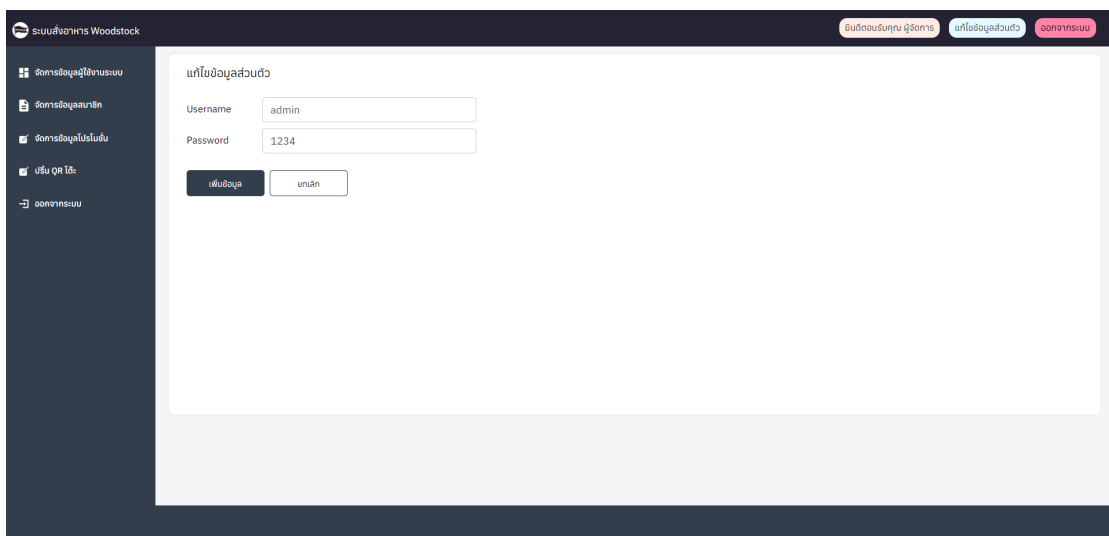 ระบบสั่งอาหาร Woodstock
ยินดีตอนรับคุณ ผู้จัดการ
แก้ไขข้อมูลส่วนตัว
ออกจากระบบ
จัดการข้อมูลผู้ใช้งานระบบ
จัดการข้อมูลสมาชิก
จัดการข้อมูลโปรโมชั่น
ปริ้น QR โต๊ะ
ออกจากระบบ
แก้ไขข้อมูลส่วนตัว
Username admin
Password 1234
เพิ่มข้อมูล ยกเลิก